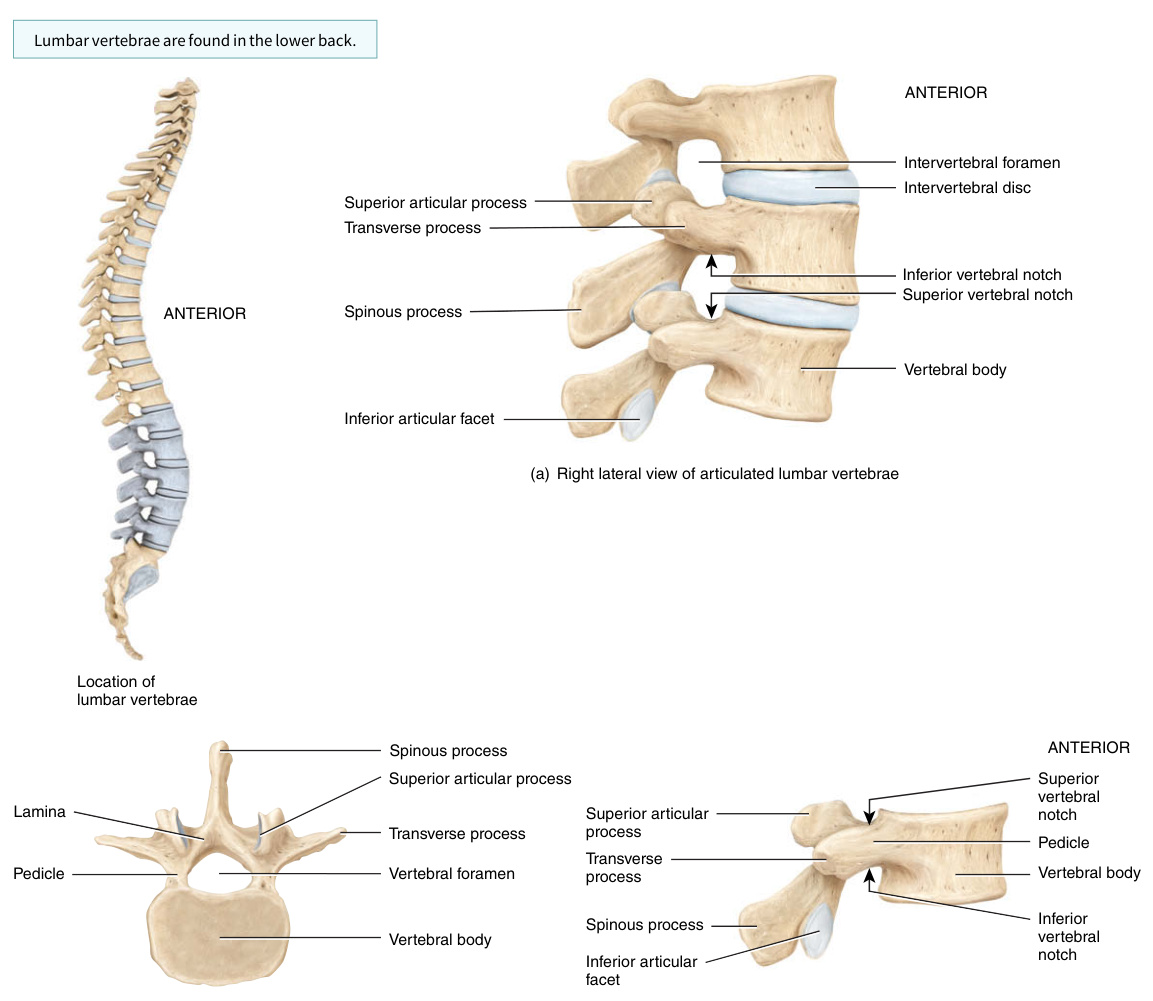 Lumbar vertebrae are found in the lower back.
ANTERIOR
Location of
lumbar vertebrae
ANTERIOR
Superior articular process
Transverse process
Spinous process
Inferior articular facet
Intervertebral foramen
Intervertebral disc
Inferior vertebral notch
Superior vertebral notch
Vertebral body
(a) Right lateral view of articulated lumbar vertebrae
Lamina
Pedicle
Spinous process
Superior articular process
Transverse process
Vertebral foramen
Vertebral body
ANTERIOR
Superior articular
process
Transverse
process
Spinous process
Inferior articular
facet
Superior
vertebral
notch
Pedicle
Vertebral body
Inferior
vertebral
notch